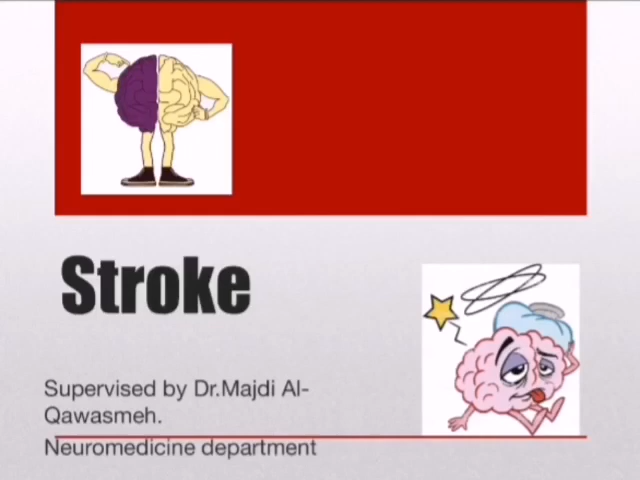 Stroke
Supervised by Dr.Majdi Al-
Qawasmeh.
Neuromedicine department